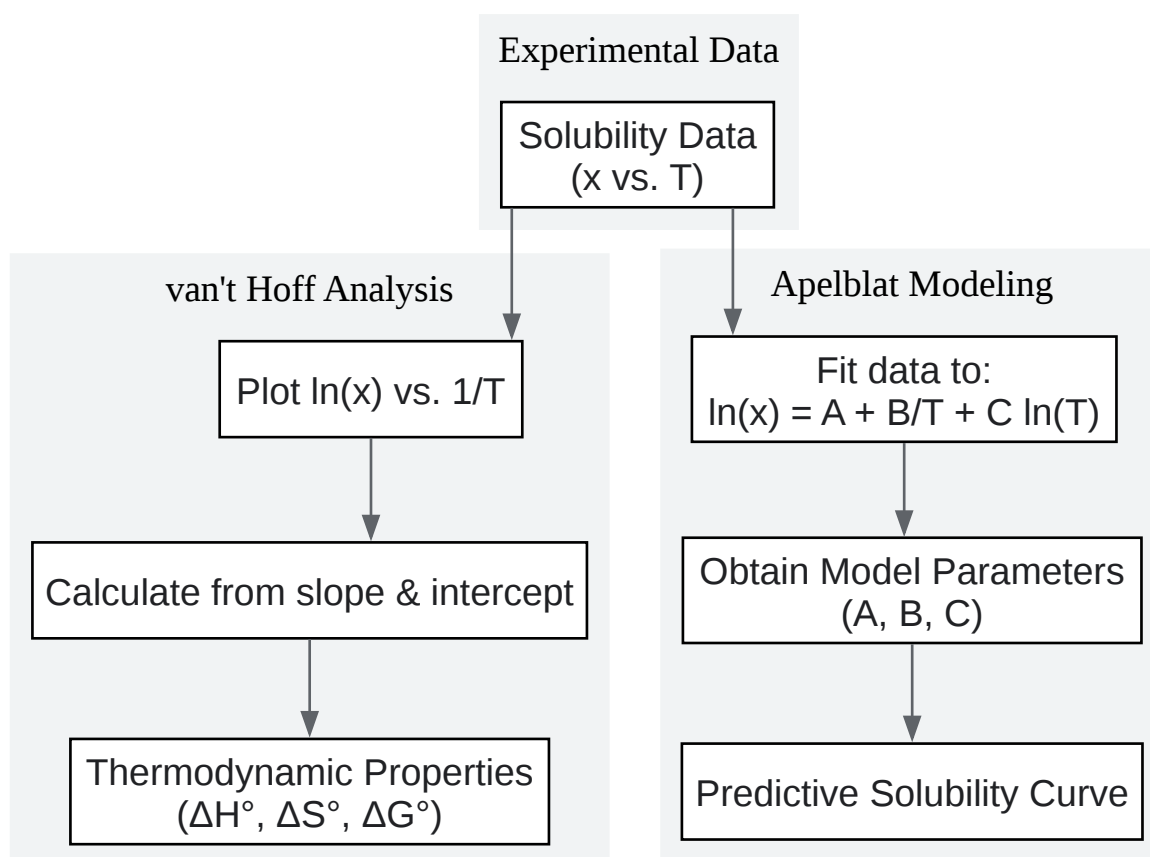 Experimental Data
Solubility Data
(x vs. T)
van't Hoff Analysis
Plot ln(x) vs. 1/T
Calculate from slope & intercept
Thermodynamic Properties
(ΔH°, ΔS°, ΔG°)
Apelblat Modeling
Fit data to:
ln(x) = A + B/T + C ln(T)
Obtain Model Parameters
(A, B, C)
Predictive Solubility Curve